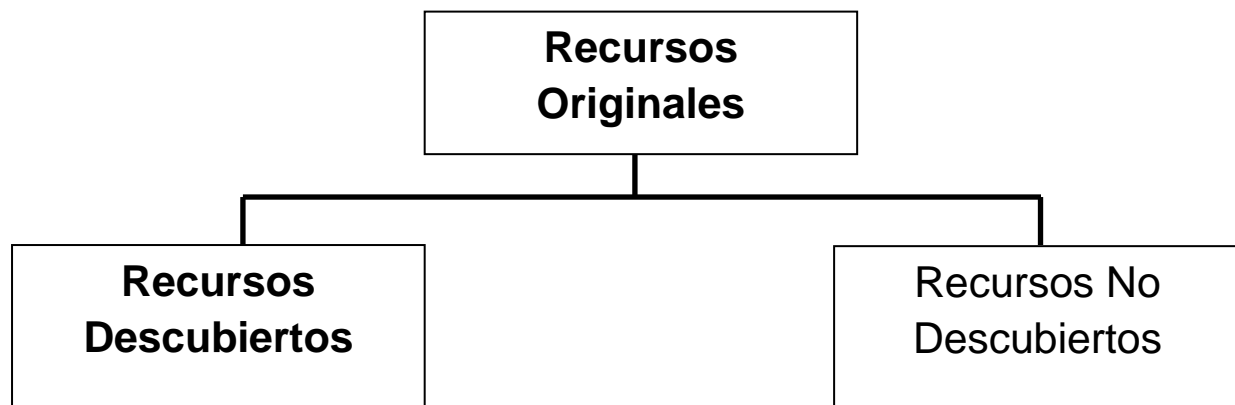 Recursos
Originales
Recursos
Descubiertos
Recursos No
Descubiertos